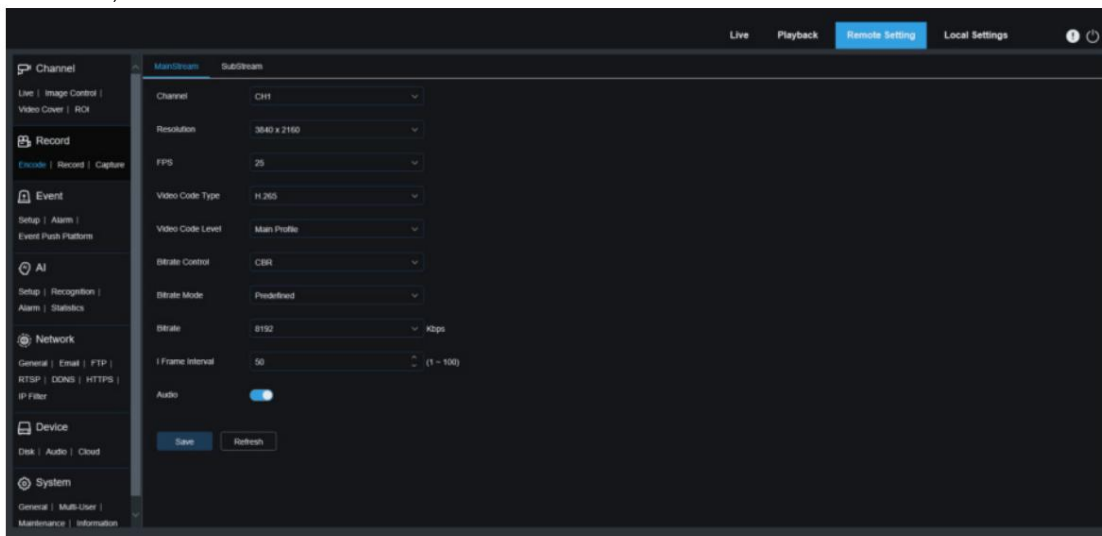 Live Playback Remote Setting Local Settings
Channel
Live | Image Control |
Video Cover | ROI
Record
Encode | Record | Capture
Event
Setup | Alarm |
Event Push Platform
AI
Setup | Recognition |
Alarm | Statistics
Network
General | Email | FTP |
RTSP | DDNS | HTTPS |
IP Filter
Device
Disk | Audio | Cloud
System
General | Multi-User |
Maintenance | Information
MainStream SubStream
Channel CH1
Resolution 3840 x 2160
FPS 25
Video Code Type H.265
Video Code Level Main Profile
Bitrate Control CBR
Bitrate Mode Predefined
Bitrate 8192 Kbps
I Frame Interval 50 (1 ~ 100)
Audio
Save Refresh